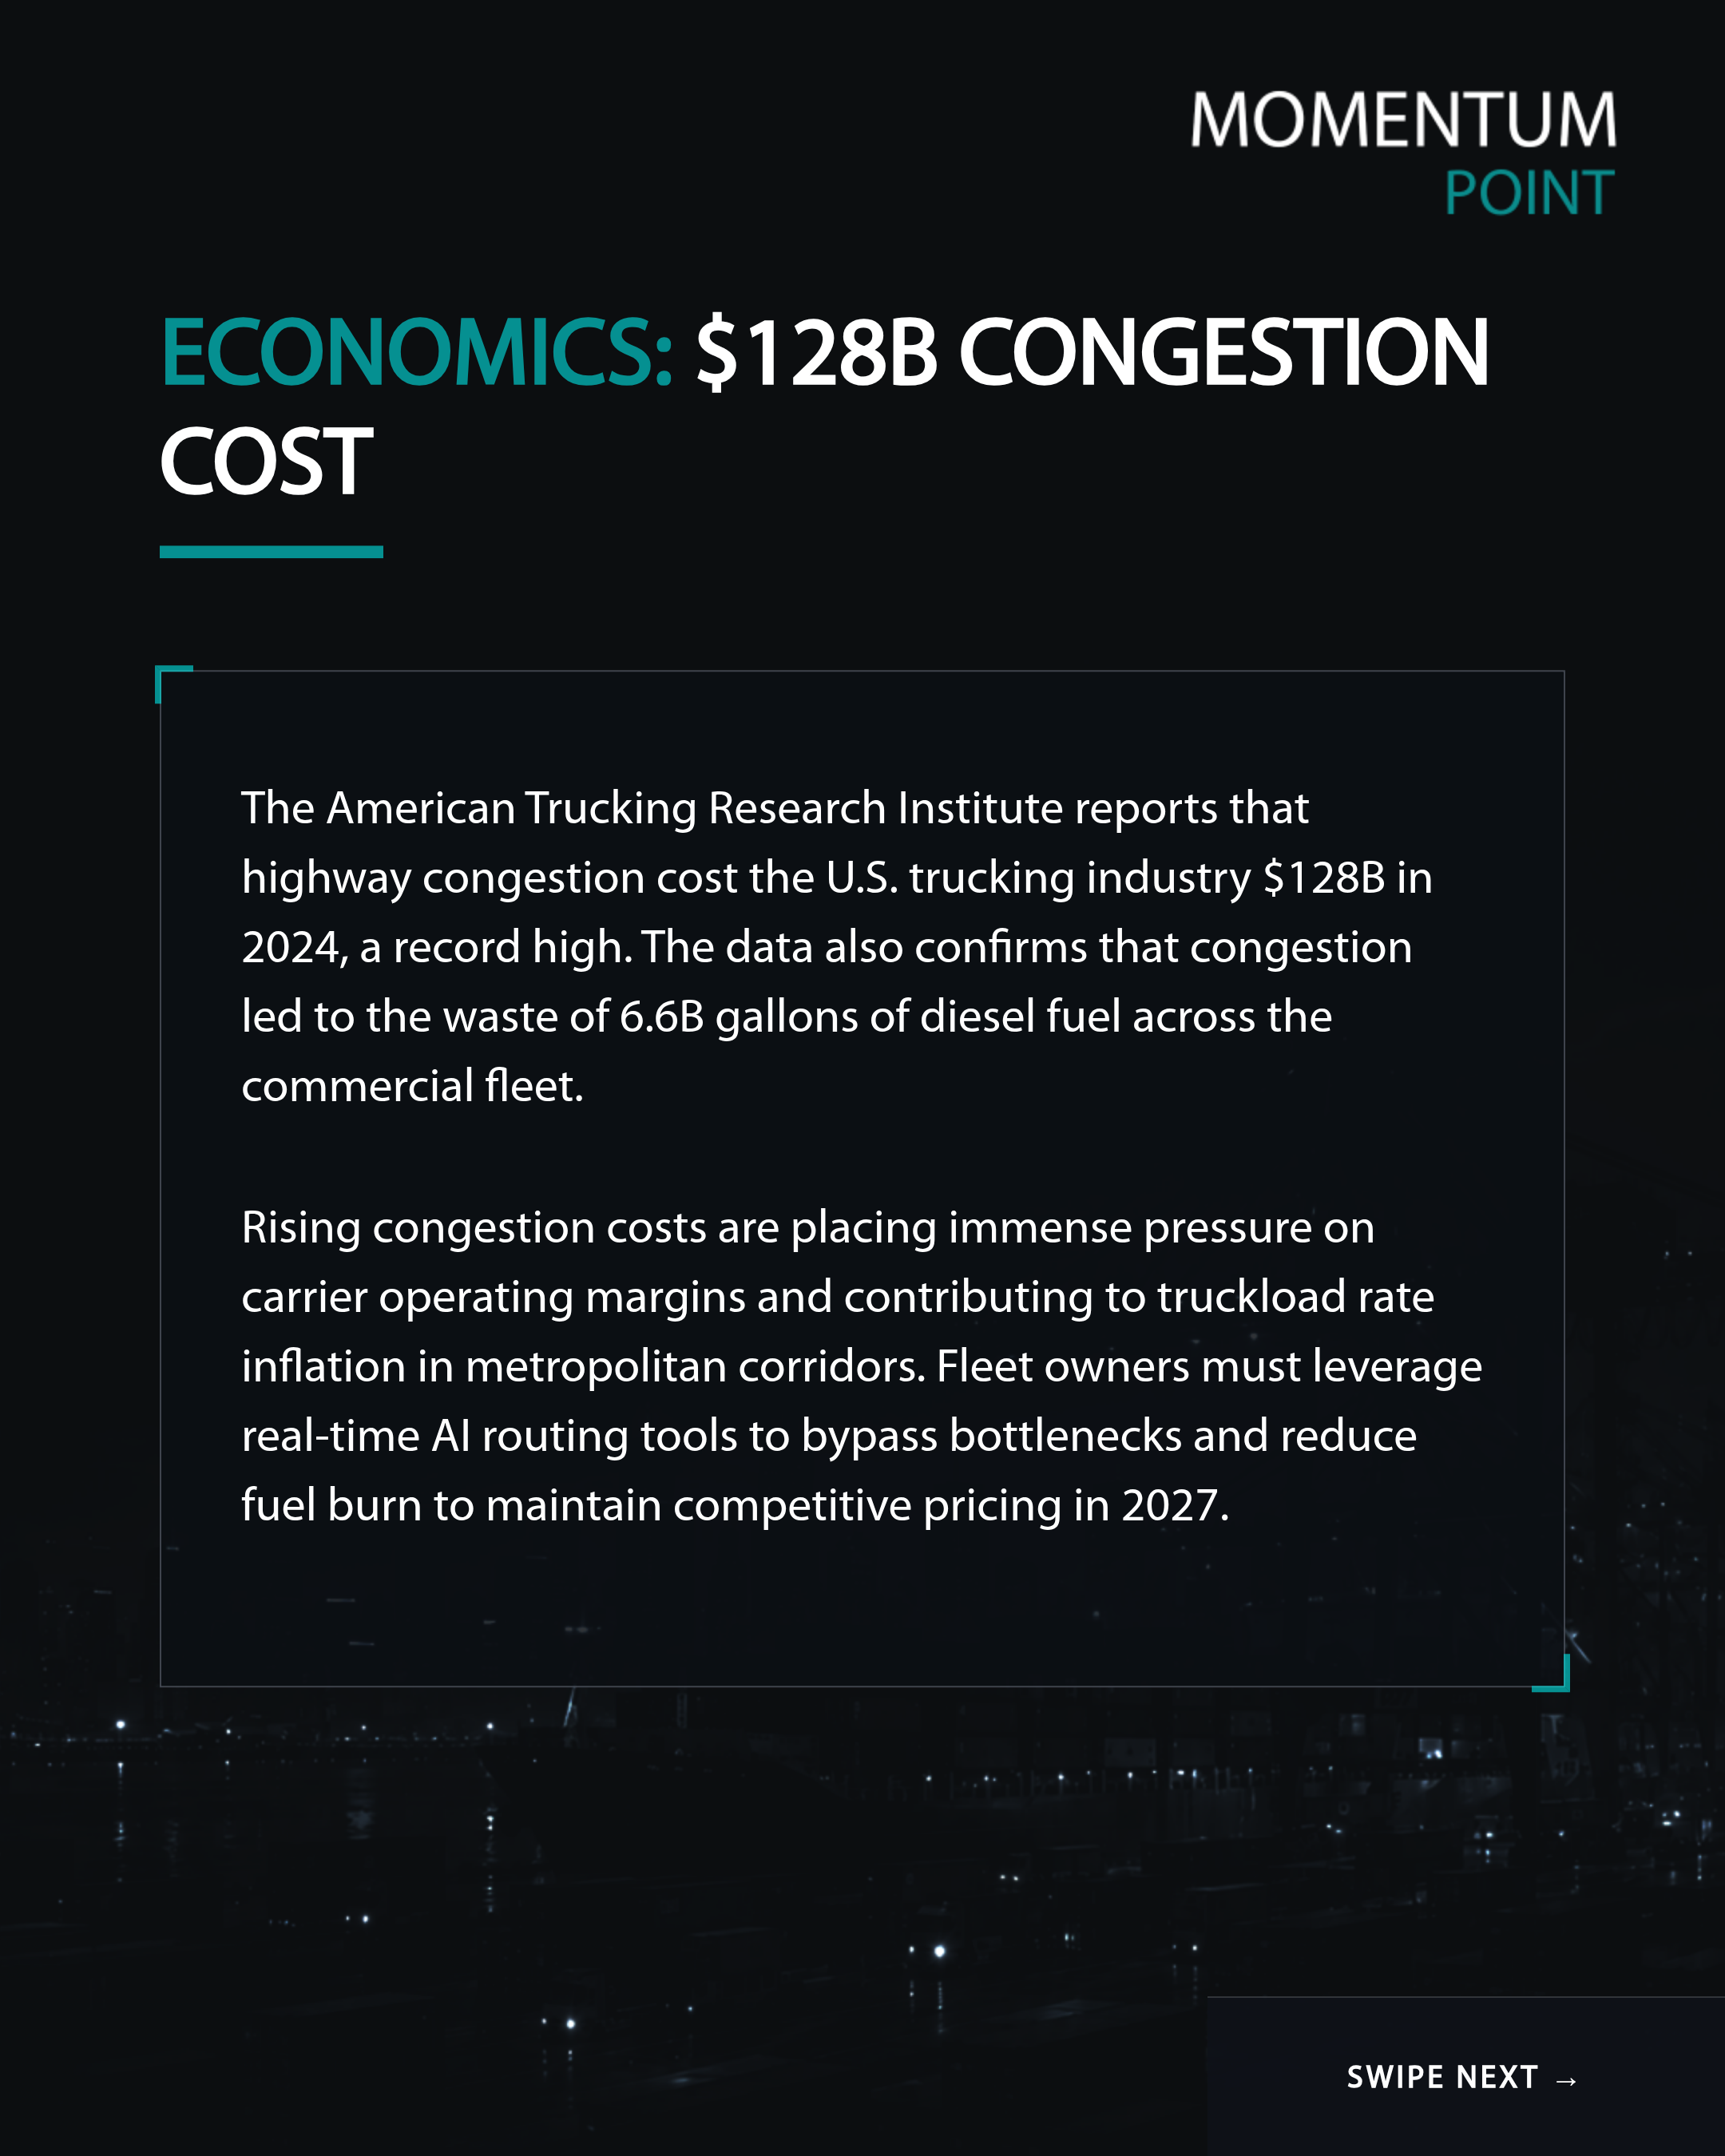 MOMENTUM
POINT
ECONOMICS: $128B CONGESTION
COST
The American Trucking Research Institute reports that
highway congestion cost the U.S. trucking industry $128B in
2024, a record high. The data also confirms that congestion
led to the waste of 6.6B gallons of diesel fuel across the
commercial fleet.
Rising congestion costs are placing immense pressure on
carrier operating margins and contributing to truckload rate
inflation in metropolitan corridors. Fleet owners must leverage
real-time AI routing tools to bypass bottlenecks and reduce
fuel burn to maintain competitive pricing in 2027.
SWIPE NEXT →